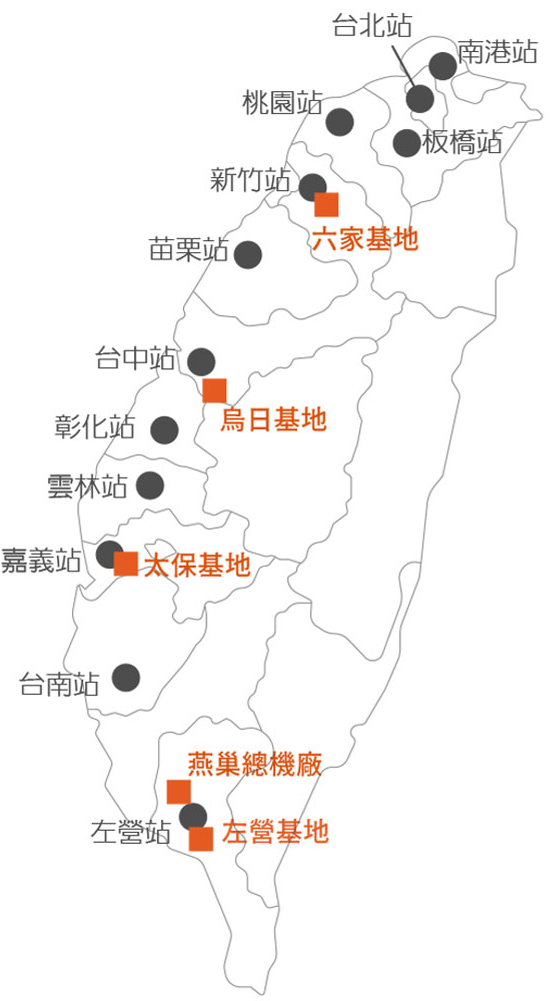 台北站
南港站
桃園站
板橋站
新竹站
六家基地
苗栗站
台中站
烏日基地
彰化站
雲林站
嘉義站
太保基地
台南站
燕巢總機廠
左營站
左營基地